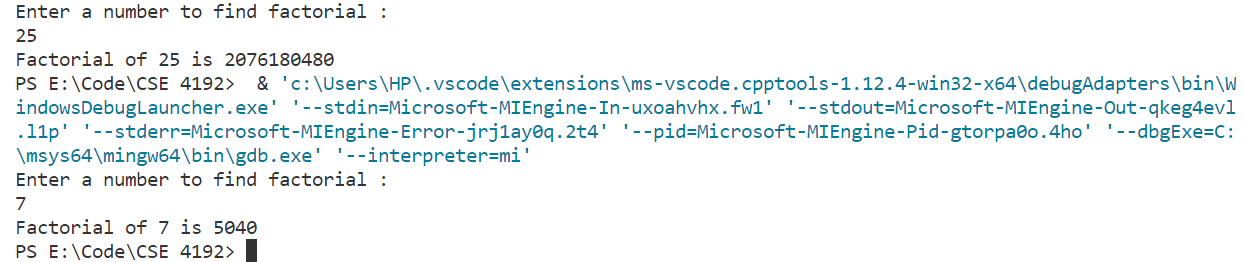 Enter a number to find factorial :
25
Factorial of 25 is 2076180480
PS E:\Code\CSE 4192>  & 'c:\Users\HP\.vscode\extensions\ms-vscode.cpptools-1.12.4-win32-x64\debugAdapters\bin\W
indowsDebugLauncher.exe' '--stdin=Microsoft-MIEngine-In-uxoahvhx.fw1' '--stdout=Microsoft-MIEngine-Out-qkeg4evl
.l1p' '--stderr=Microsoft-MIEngine-Error-jrj1ay0q.2t4' '--pid=Microsoft-MIEngine-Pid-gtorpa0o.4ho' '--dbgExe=C:
\msys64\mingw64\bin\gdb.exe' '--interpreter=mi'
Enter a number to find factorial :
7
Factorial of 7 is 5040
PS E:\Code\CSE 4192>